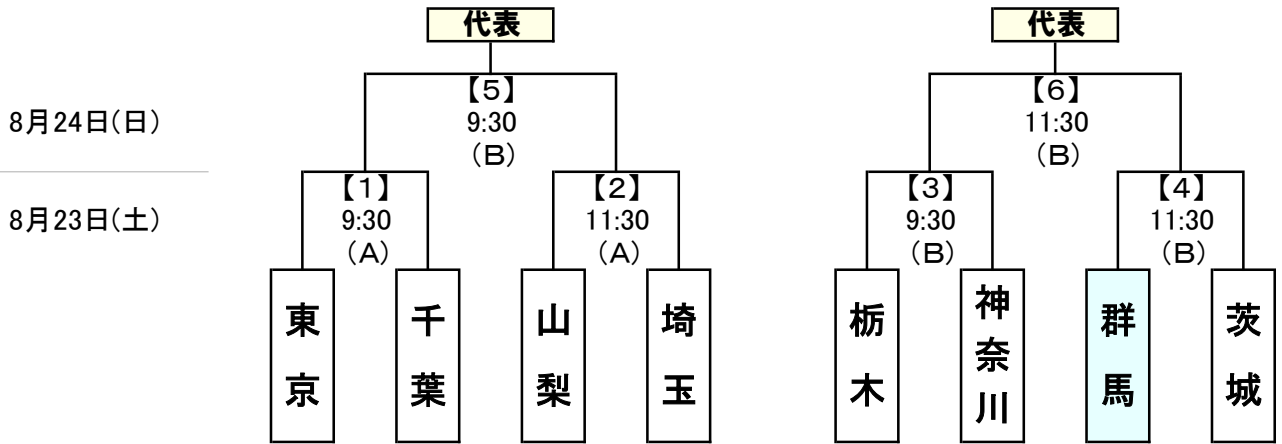 代表
代表
8月24日(日)
【5】
9:30
（B）
【6】
11:30
（B）
8月23日(土)
【1】
9:30
（A）
【2】
11:30
（A）
【3】
9:30
（B）
【4】
11:30
（B）
東京
千葉
山梨
埼玉
栃木
神奈川
群馬
茨城